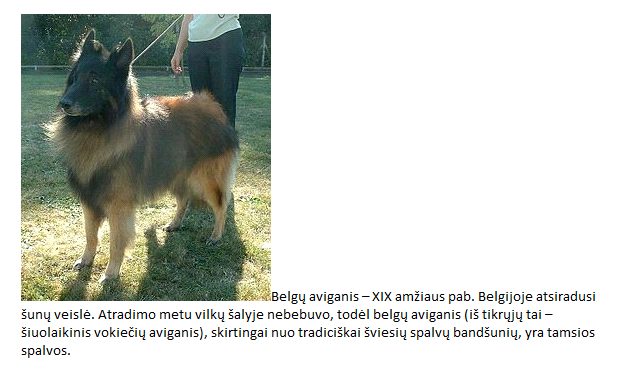 Belgų aviganis – XIX amžiaus pab. Belgijoje atsiradusi
šunų veislė. Atradimo metu vilkų šalyje nebebuvo, todėl belgų aviganis (iš tikrųjų tai –
šiuolaikinis vokiečių aviganis), skirtingai nuo tradiciškai šviesių spalvų bandšunių, yra tamsios
spalvos.